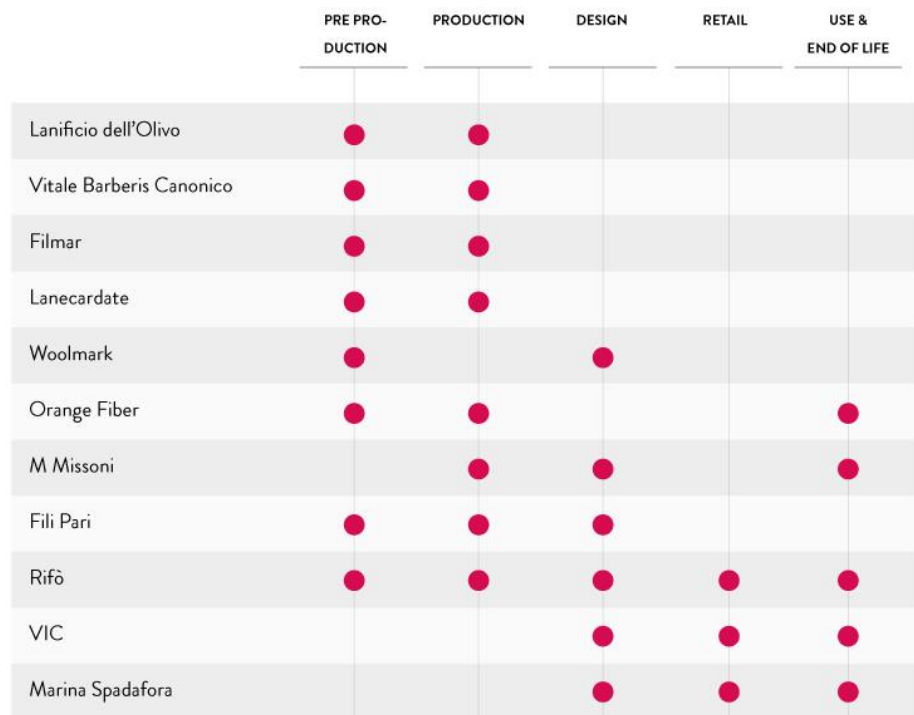 PRE PRO-
DUCTION
PRODUCTION
DESIGN
RETAIL
USE &
END OF LIFE
Lanificio dell’Olivo
Vitale Barberis Canonico
Filmar
Lanecardate
Woolmark
Orange Fiber
M Missoni
Fili Pari
Rifò
VIC
Marina Spadafora